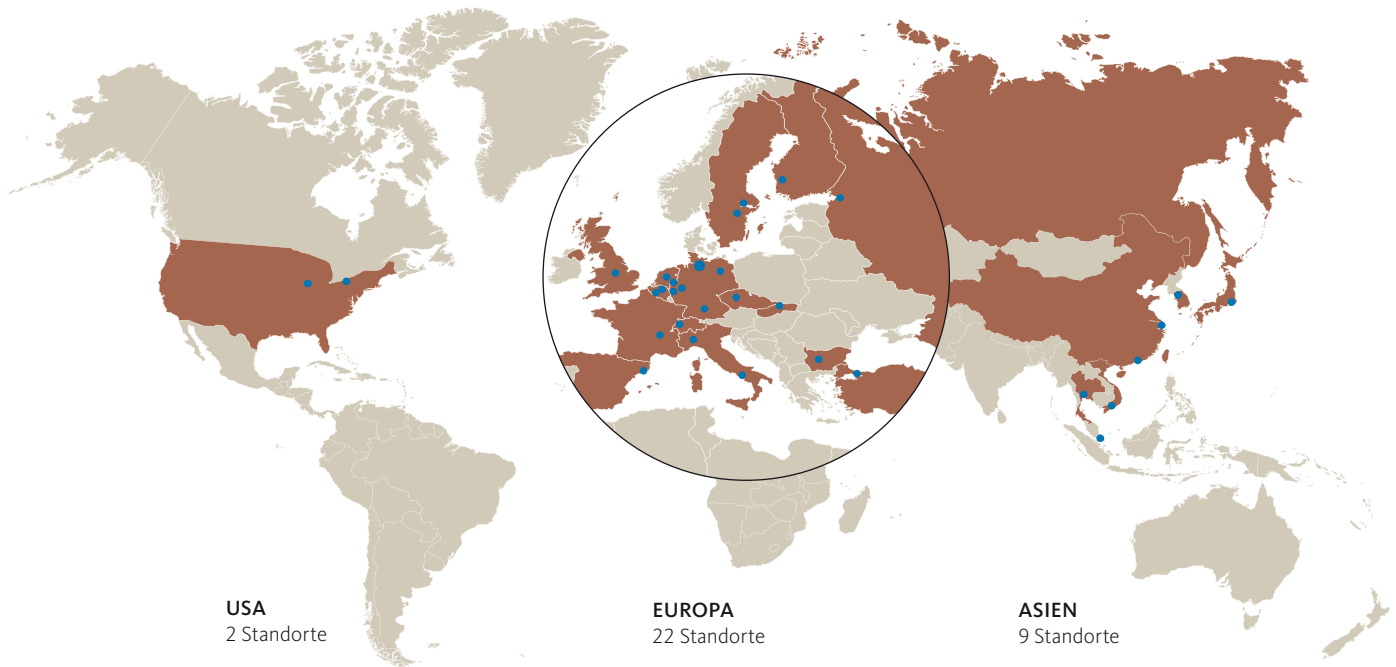 USA
2 Standorte
EUROPA
22 Standorte
ASIEN
9 Standorte